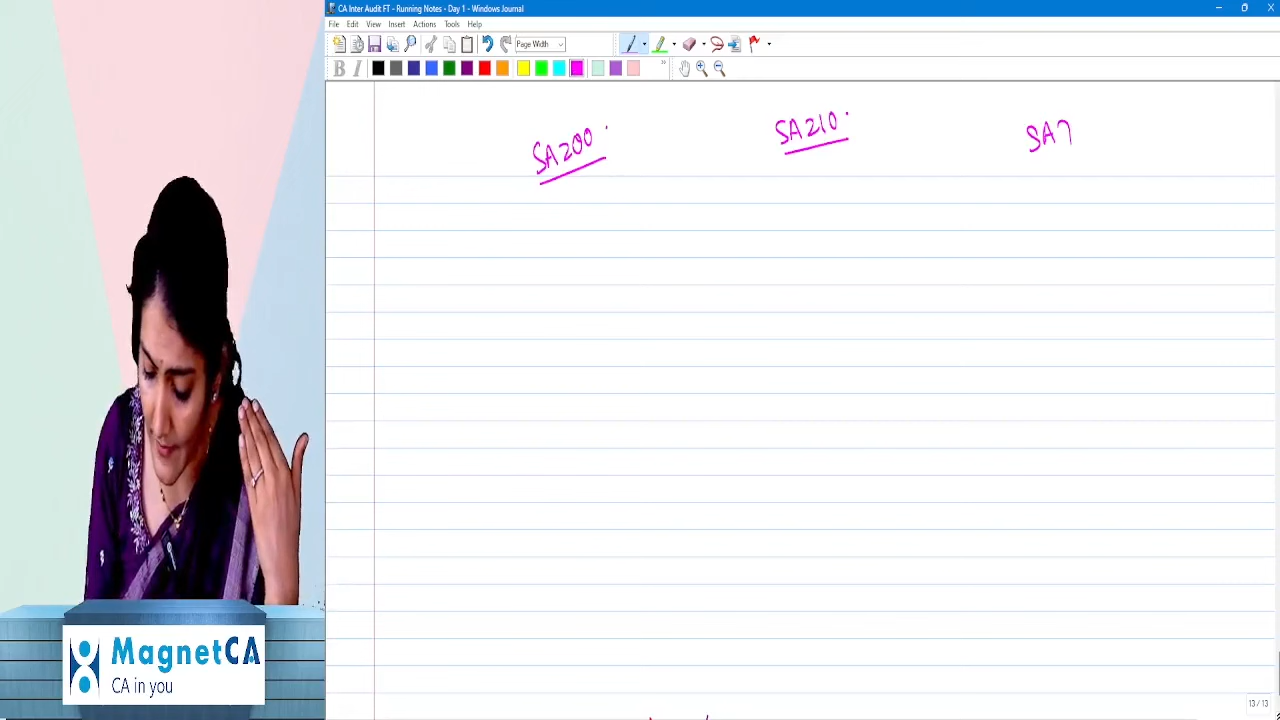 CA Inter Audit FT - Running Notes - Day 1 - Windows Journal
File Edit View Insert Actions Tools Help
Page Width
B I
SA200
SA210
SA
MagnetCA
CA in you
13 / 13